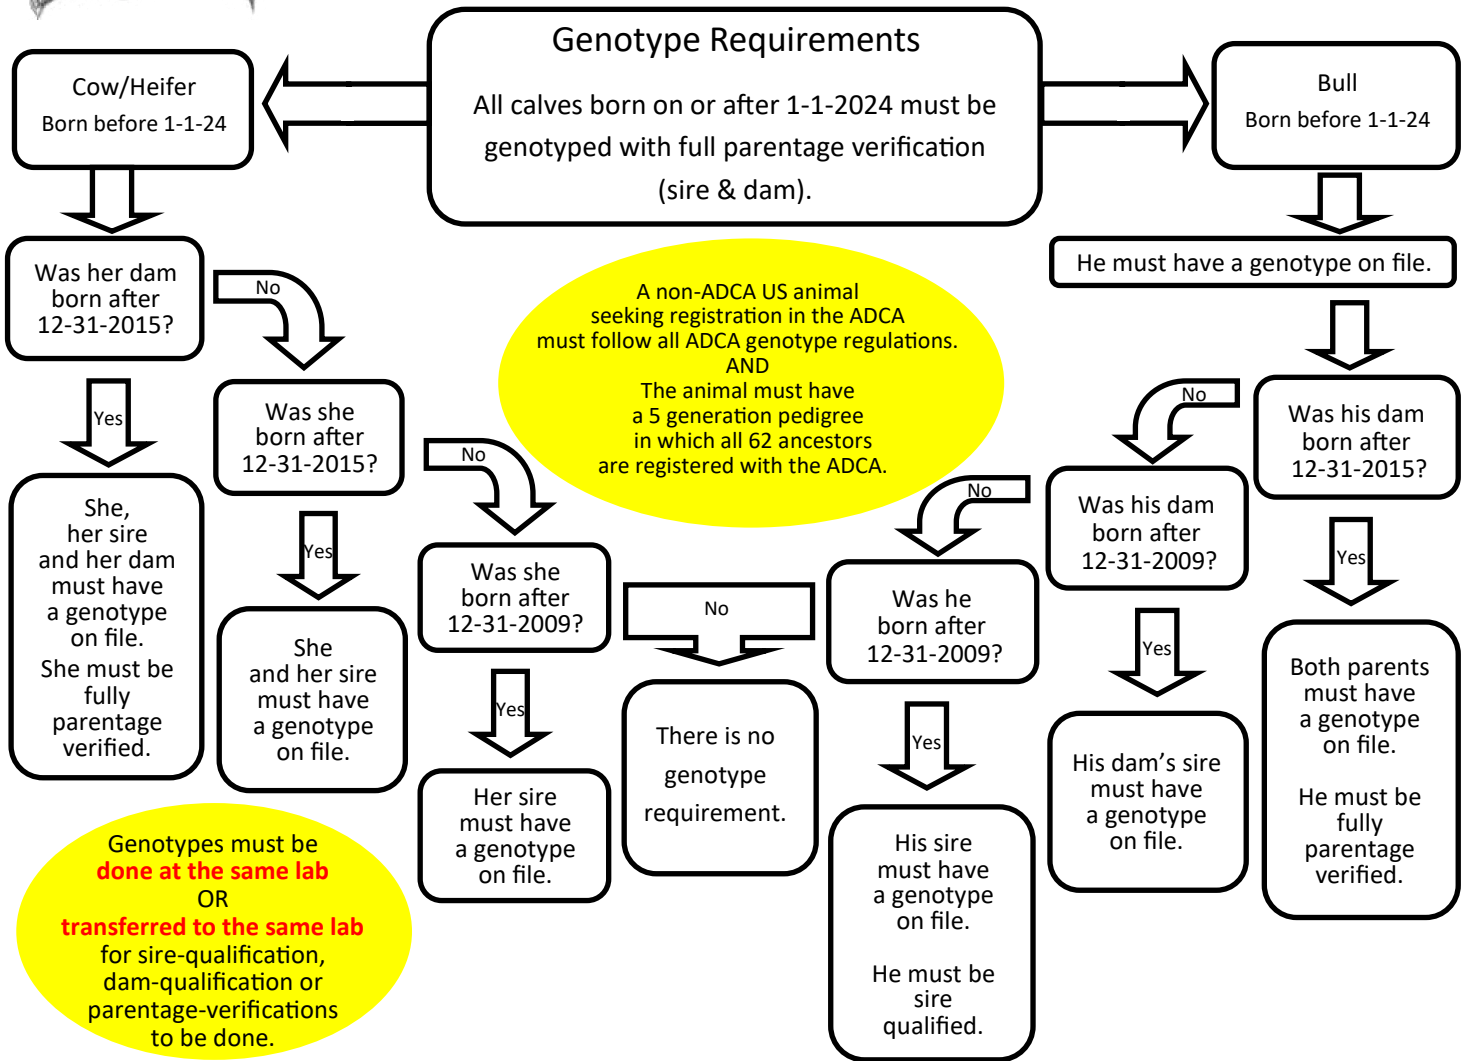 Genotype Requirements
All calves born on or after 1-1-2024 must be
genotyped with full parentage verification
(sire & dam).
Cow/Heifer
Born before 1-1-24
Bull
Born before 1-1-24
Was her dam
born after
12-31-2015?
No
Yes
She,
her sire
and her dam
must have
a genotype
on file.
She must be
fully
parentage
verified.
Was she
born after
12-31-2015?
No
Yes
She
and her sire
must have
a genotype
on file.
Was she
born after
12-31-2009?
No
Yes
Her sire
must have
a genotype
on file.
There is no
genotype
requirement.
A non-ADCA US animal
seeking registration in the ADCA
must follow all ADCA genotype regulations.
AND
The animal must have
a 5 generation pedigree
in which all 62 ancestors
are registered with the ADCA.
He must have a genotype on file.
Was his dam
born after
12-31-2015?
No
Yes
Both parents
must have
a genotype
on file.
He must be
fully
parentage
verified.
Was his dam
born after
12-31-2009?
No
Yes
His dam’s sire
must have
a genotype
on file.
Was he
born after
12-31-2009?
Yes
His sire
must have
a genotype
on file.
He must be
sire
qualified.
Genotypes must be
done at the same lab
OR
transferred to the same lab
for sire-qualification,
dam-qualification or
parentage-verifications
to be done.